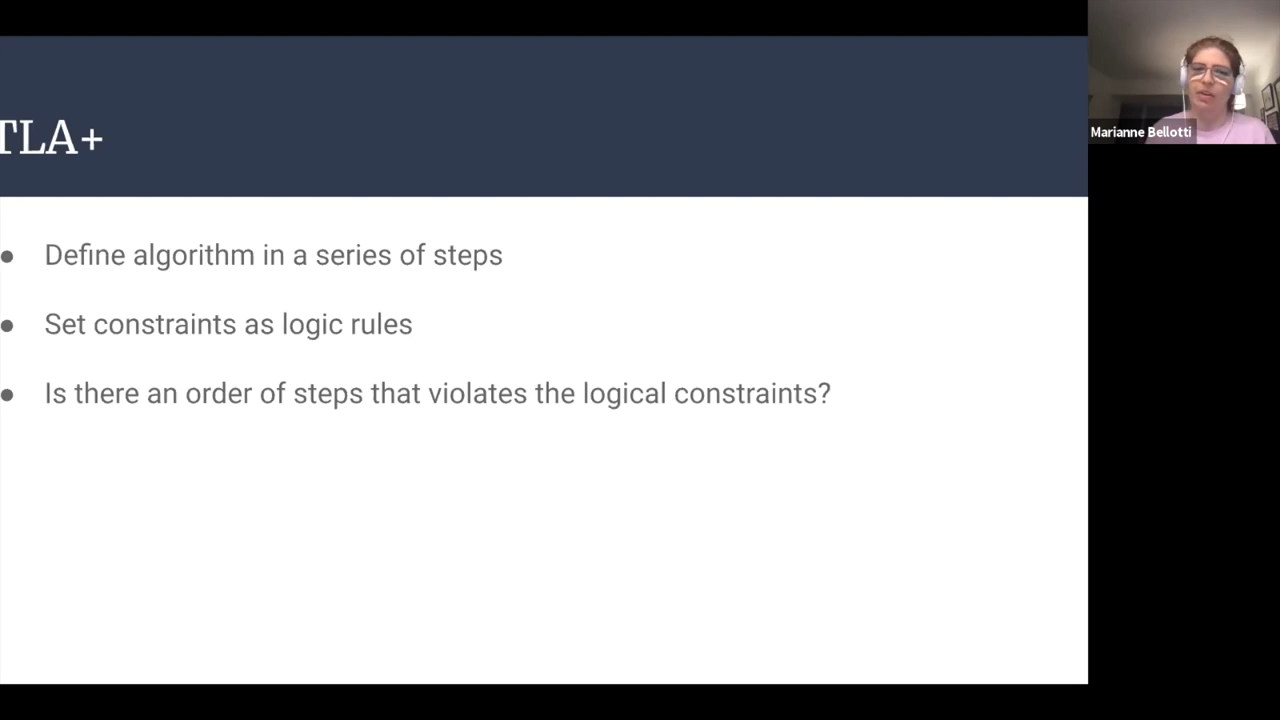 TLA+
Marianne Bellotti
● Define algorithm in a series of steps
● Set constraints as logic rules
● Is there an order of steps that violates the logical constraints?